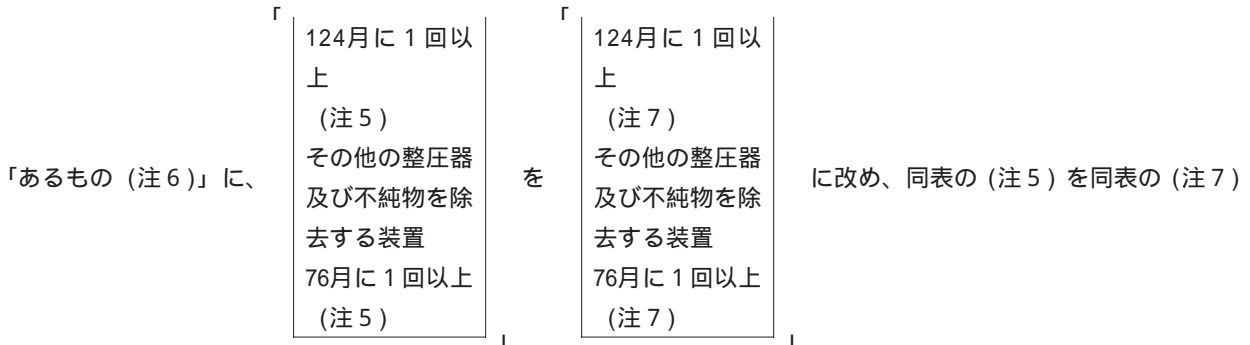 「あるもの（注６）」に、
「
124月に１回以
上
（注５）
その他の整圧器
及び不純物を除
去する装置
76月に１回以上
（注５）
」
を
「
124月に１回以
上
（注７）
その他の整圧器
及び不純物を除
去する装置
76月に１回以上
（注７）
」
に改め、同表の（注５）を同表の（注７）